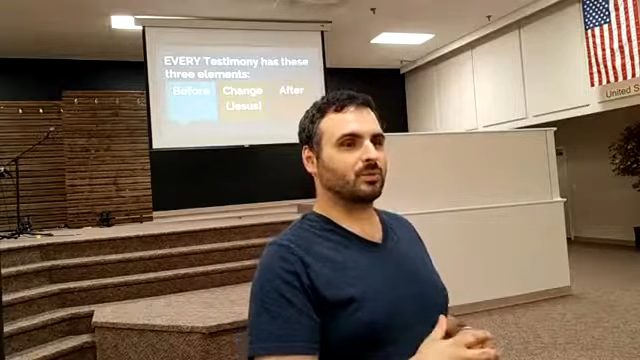 EVERY Testimony has these
three elements:
Before Change After
(Jesus)
United S